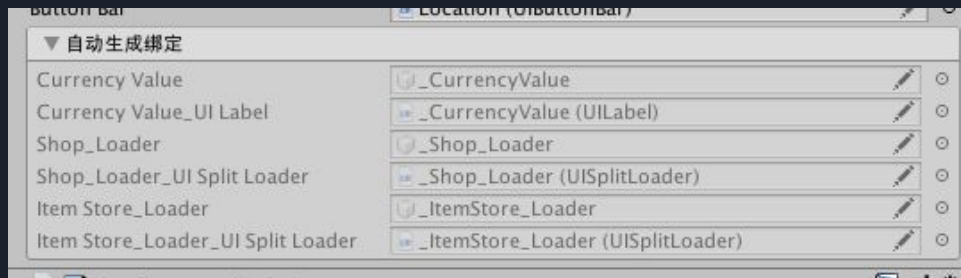 Button Bar Location (UIButtonBar)
自动生成绑定
Currency Value _CurrencyValue
Currency Value_UI Label _CurrencyValue (UILabel)
Shop_Loader _Shop_Loader
Shop_Loader_UI Split Loader _Shop_Loader (UISplitLoader)
Item Store_Loader _ItemStore_Loader
Item Store_Loader_UI Split Loader _ItemStore_Loader (UISplitLoader)